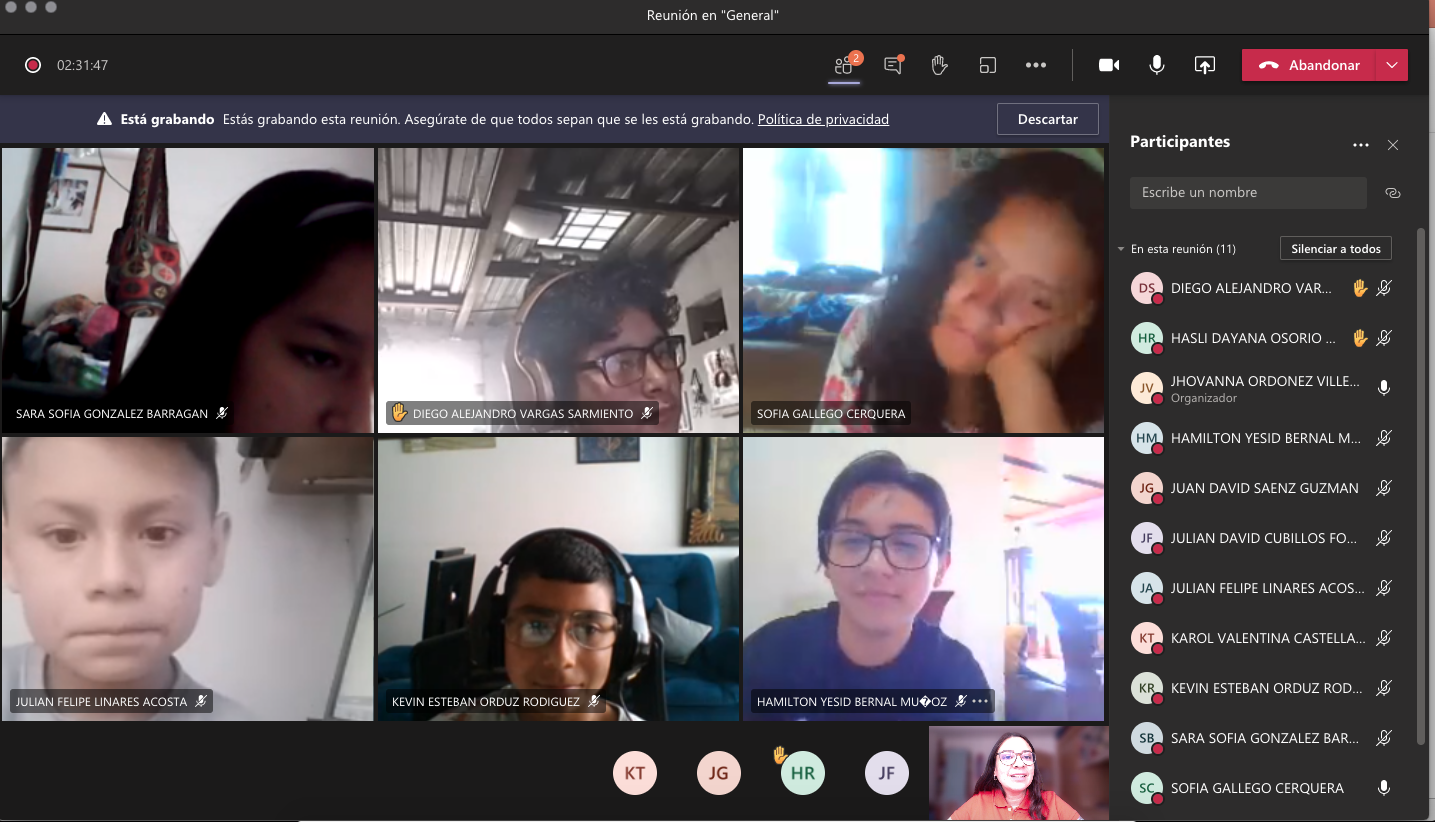 Reunión en "General"
02:31:47
2
Abandonar
Está grabando Estás grabando esta reunión. Asegúrate de que todos sepan que se les está grabando. Política de privacidad
Descartar
SARA SOFIA GONZALEZ BARRAGAN
DIEGO ALEJANDRO VARGAS SARMIENTO
SOFIA GALLEGO CERQUERA
JULIAN FELIPE LINARES ACOSTA
KEVIN ESTEBAN ORDUZ RODIGUEZ
HAMILTON YESID BERNAL MU�OZ
KT
JG
HR
JF
Participantes
Escribe un nombre
En esta reunión (11)
Silenciar a todos
DS DIEGO ALEJANDRO VAR...
HR HASLI DAYANA OSORIO ...
JV JHOVANNA ORDONEZ VILLE...
Organizador
HM HAMILTON YESID BERNAL M...
JG JUAN DAVID SAENZ GUZMAN
JF JULIAN DAVID CUBILLOS FO...
JA JULIAN FELIPE LINARES ACOS...
KT KAROL VALENTINA CASTELLA...
KR KEVIN ESTEBAN ORDUZ ROD...
SB SARA SOFIA GONZALEZ BAR...
SC SOFIA GALLEGO CERQUERA